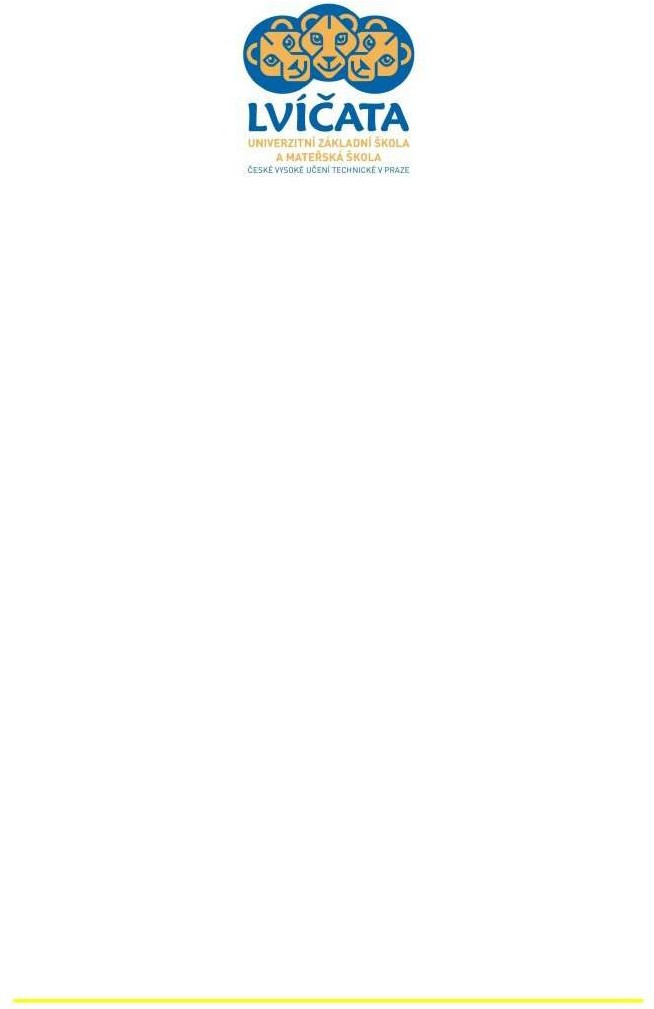 LVÍČATA
UNIVERZITNÍ ZÁKLADNÍ ŠKOLA
A MATEŘSKÁ ŠKOLA
ČESKÉ VYSOKÉ UČENÍ TECHNICKÉ V PRAZE